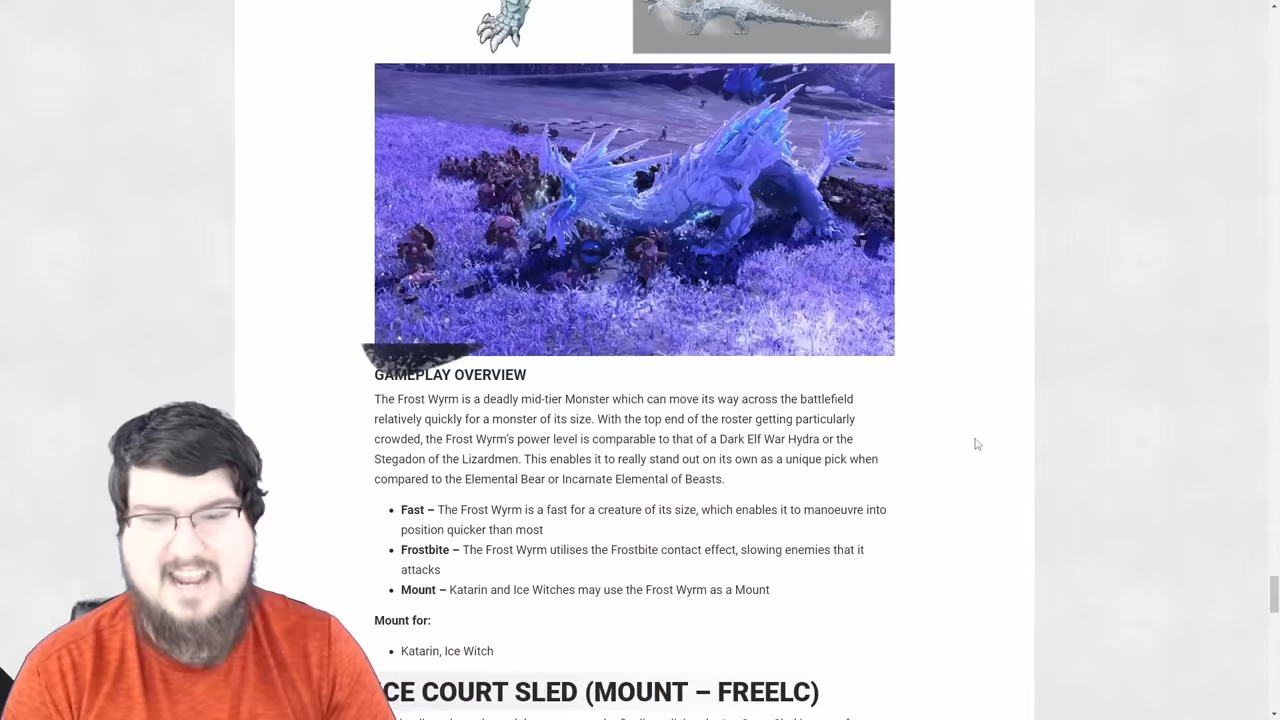 GAMEPLAY OVERVIEW
The Frost Wyrm is a deadly mid-tier Monster which can move its way across the battlefield
relatively quickly for a monster of its size. With the top end of the roster getting particularly
crowded, the Frost Wyrm's power level is comparable to that of a Dark Elf War Hydra or the
Stegadon of the Lizardmen. This enables it to really stand out on its own as a unique pick when
compared to the Elemental Bear or Incarnate Elemental of Beasts.
• Fast – The Frost Wyrm is a fast for a creature of its size, which enables it to manoeuvre into
position quicker than most
• Frostbite – The Frost Wyrm utilises the Frostbite contact effect, slowing enemies that it
attacks
• Mount – Katarin and Ice Witches may use the Frost Wyrm as a Mount
Mount for:
• Katarin, Ice Witch
ICE COURT SLED (MOUNT – FREELC)